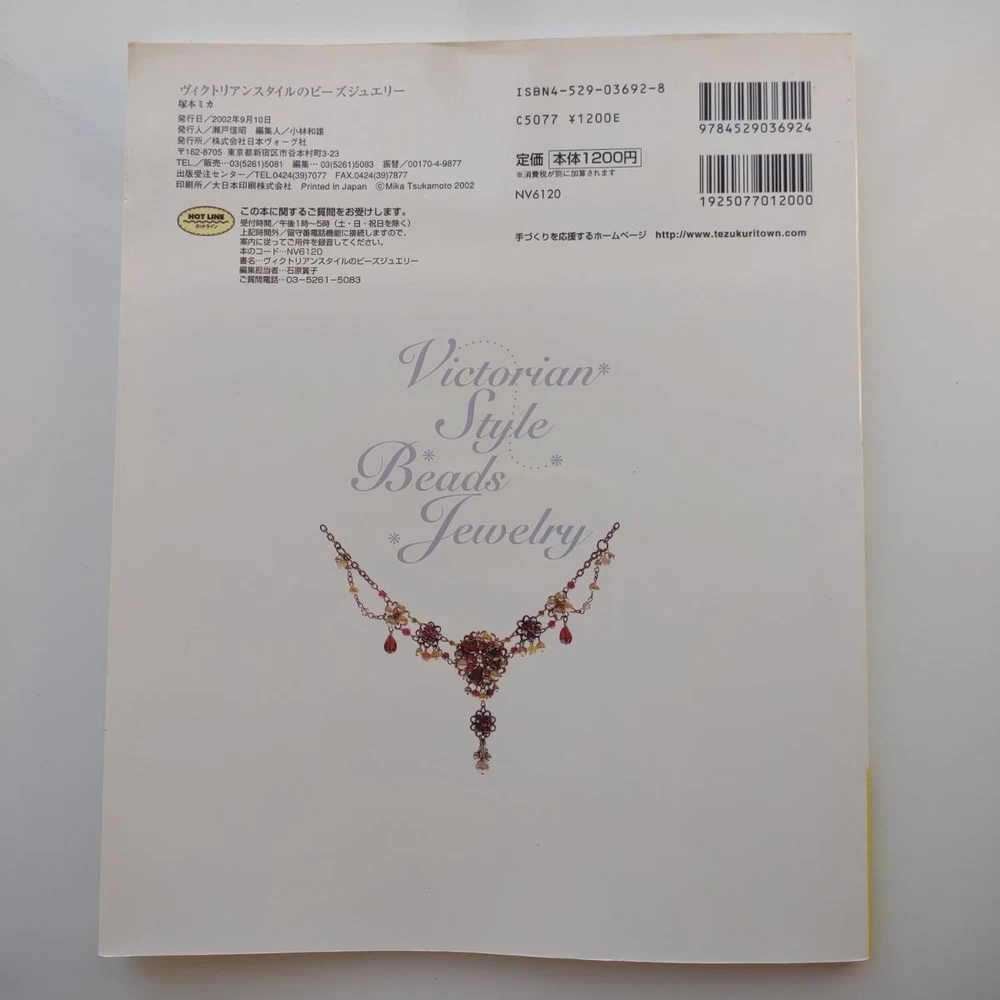 ヴィクトリアンスタイルのビーズジュエリー
塚本ミカ
発行日/2002年9月10日
発行人/瀬戸信昭 編集人/小林和雄
発行所/株式会社日本ヴォーグ社
〒162-8705 東京都新宿区市谷本村町3-23
TEL./販売…03(5261)5081 編集…03(5261)5083 振替/00170-4-9877
出版受注センター/TEL.0424(39)7077 FAX.0424(39)7877
印刷所/大日本印刷株式会社 Printed in Japan ©Mika Tsukamoto 2002
HOT LINE
ホットライン
この本に関するご質問をお受けします。
受付時間/午後1時〜5時(土・日・祝日を除く)
上記時間外/留守番電話機能に接続しますので、
案内に従ってご用件を録音してください。
本のコード…NV6120
書名…ヴィクトリアンスタイルのビーズジュエリー
編集担当者…石原賞子
ご質問電話…03-5261-5083
ISBN4-529-03692-8
C5077 ¥1200E
定価 本体1200円
※消費税が別に加算されます
NV6120
9784529036924
1925077012000
手づくりを応援するホームページ http://www.tezukuritown.com/
Victorian
Style
Beads
Jewelry